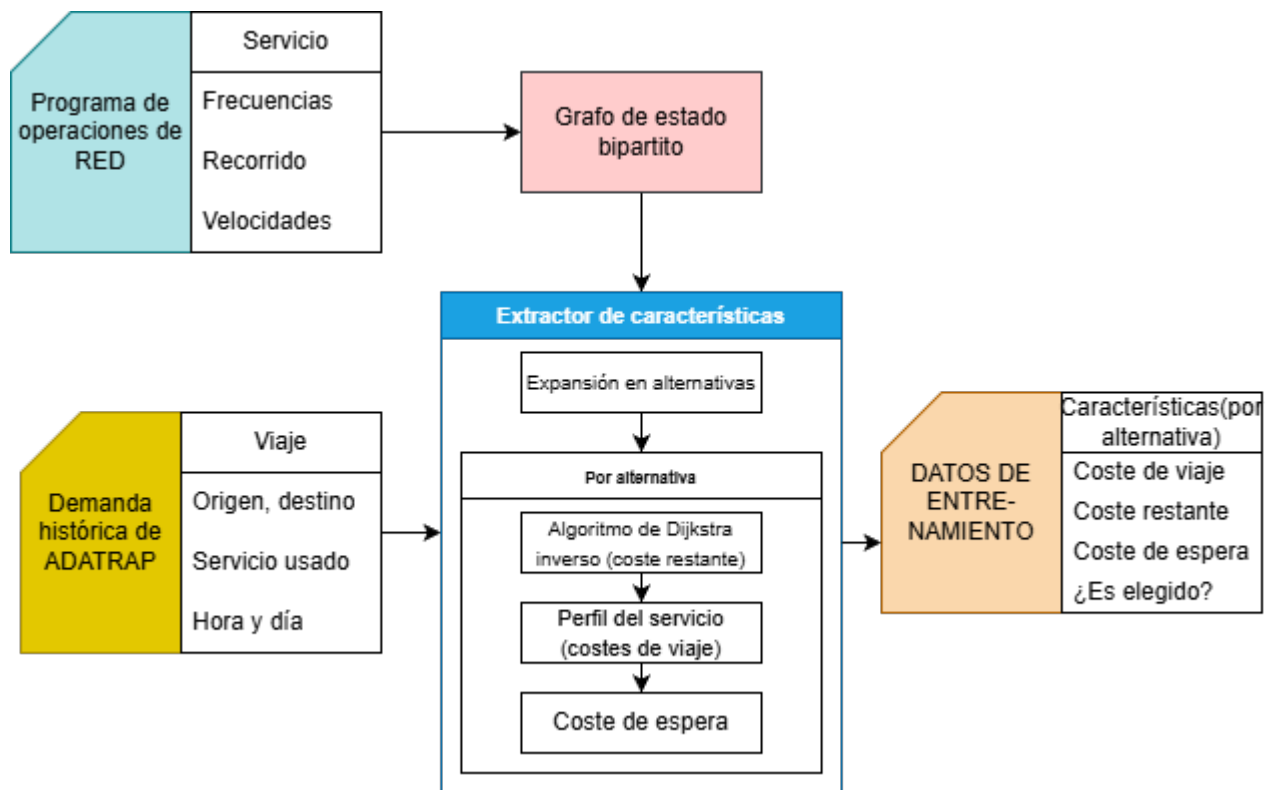 Servicio
Programa de
operaciones de
RED
Frecuencias
Recorrido
Velocidades
Grafo de estado
bipartito
Extractor de características
Expansión en alternativas
Por alternativa
Algoritmo de Dijkstra
inverso (coste restante)
Perfil del servicio
(costes de viaje)
Coste de espera
Viaje
Demanda
histórica de
ADATRAP
Origen, destino
Servicio usado
Hora y día
DATOS DE
ENTRE-
NAMIENTO
Características(por
alternativa)
Coste de viaje
Coste restante
Coste de espera
¿Es elegido?